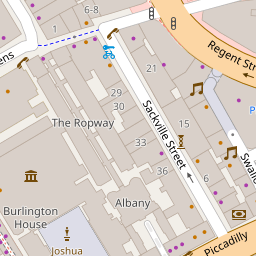 1
6-8
ens
21
Regent Str
29
30
Sackville Street
The Ropway
15
P
33
Swallo
36
Albany
Burlington
House
Joshua
Piccadilly